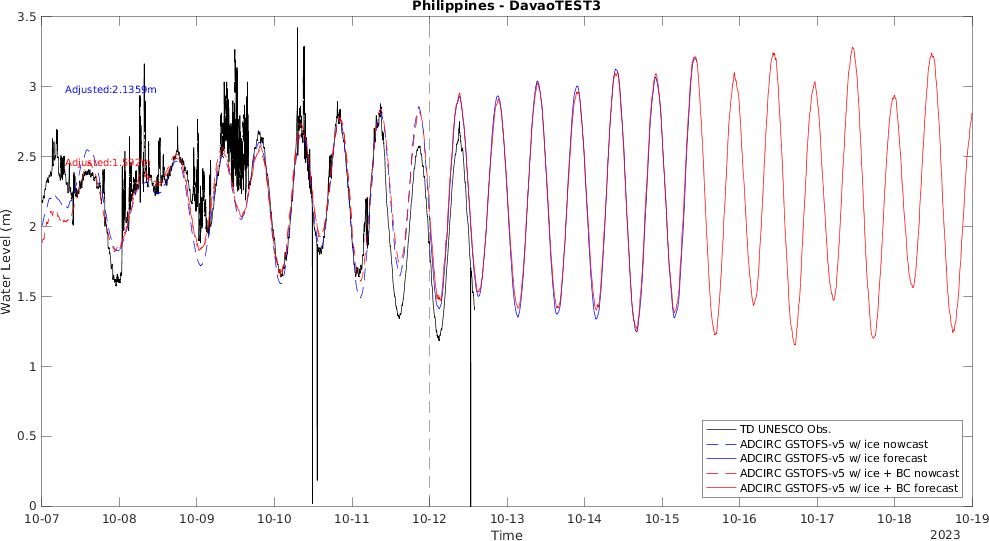 Philippines - DavaoTEST3
Water Level (m)
3.5
3
2.5
2
1.5
1
0.5
0
Adjusted:2.1359m
TD UNESCO Obs.
ADCIRC GSTOFS-v5 w/ ice nowcast
ADCIRC GSTOFS-v5 w/ ice forecast
ADCIRC GSTOFS-v5 w/ ice + BC nowcast
ADCIRC GSTOFS-v5 w/ ice + BC forecast
10-07 10-08 10-09 10-10 10-11 10-12 10-13 10-14 10-15 10-16 10-17 10-18 10-19
Time
2023